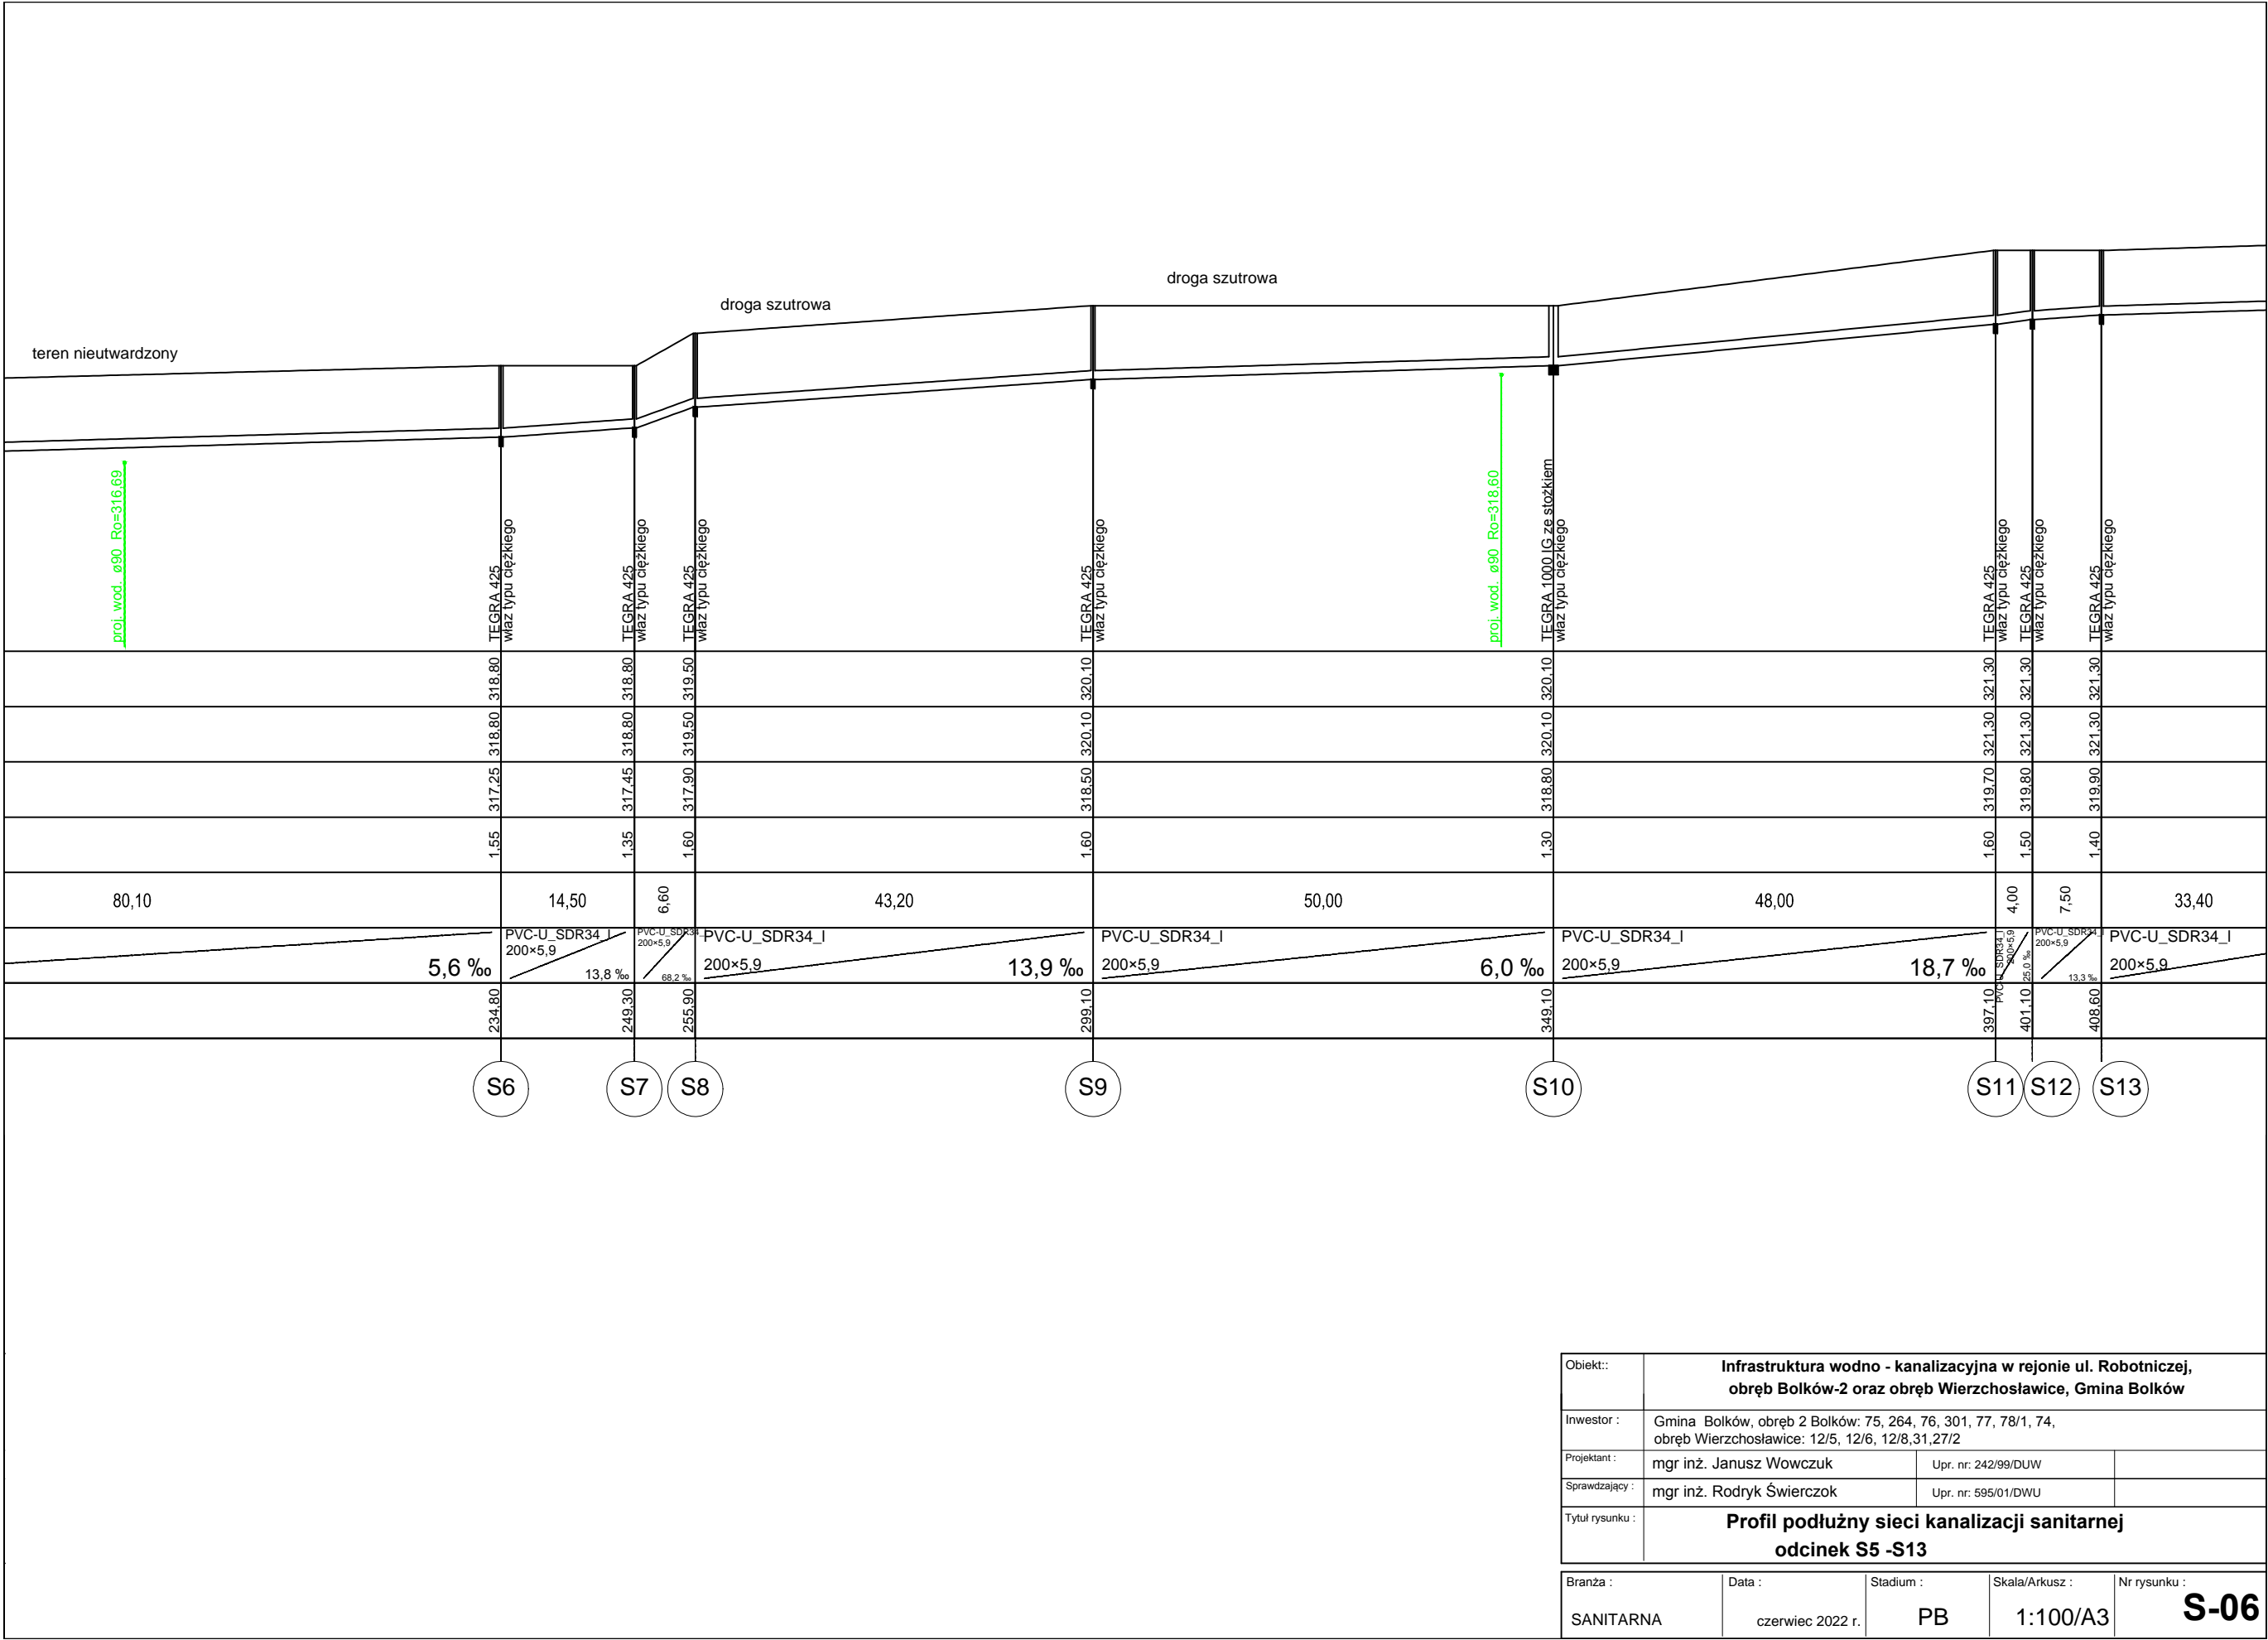 droga szutrowa
droga szutrowa
teren nieutwardzony
proj. wod. ø90 Ro=316,69
TEGRA 425
właz typu ciężkiego
TEGRA 425
właz typu ciężkiego
TEGRA 425
właz typu ciężkiego
TEGRA 425
właz typu ciężkiego
proj. wod. ø90 Ro=318,60
TEGRA 1000 IG ze stożkiem
właz typu ciężkiego
TEGRA 425
właz typu ciężkiego
TEGRA 425
właz typu ciężkiego
TEGRA 425
właz typu ciężkiego
318,80 318,80 319,50 320,10 320,10 321,30 321,30 321,30
318,80 318,80 319,50 320,10 320,10 321,30 321,30 321,30
317,25 317,45 317,90 318,50 318,80 319,70 319,80 319,90
1,55 1,35 1,60 1,60 1,30 1,60 1,50 1,40
80,10 14,50 6,60 43,20 50,00 48,00 4,00 7,50 33,40
5,6 ‰
PVC-U_SDR34_I
200×5,9
13,8 ‰
PVC-U_SDR34_
200×5,9
68,2 ‰
PVC-U_SDR34_I
200×5,9
13,9 ‰
PVC-U_SDR34_I
200×5,9
6,0 ‰
PVC-U_SDR34_I
200×5,9
18,7 ‰
PVC-U_SDR34_I
200×5,9
25,0 ‰
PVC-U_SDR34_I
200×5,9
13,3 ‰
PVC-U_SDR34_I
200×5,9
234,80 249,30 255,90 299,10 349,10 397,10 401,10 408,60
S6 S7 S8 S9 S10 S11 S12 S13
Obiekt::
Infrastruktura wodno - kanalizacyjna w rejonie ul. Robotniczej,
obręb Bolków-2 oraz obręb Wierzchosławice, Gmina Bolków
Inwestor :
Gmina Bolków, obręb 2 Bolków: 75, 264, 76, 301, 77, 78/1, 74,
obręb Wierzchosławice: 12/5, 12/6, 12/8,31,27/2
Projektant : mgr inż. Janusz Wowczuk Upr. nr: 242/99/DUW
Sprawdzający : mgr inż. Rodryk Świerczok Upr. nr: 595/01/DWU
Tytuł rysunku :
Profil podłużny sieci kanalizacji sanitarnej
odcinek S5 -S13
Branża : Data : Stadium : Skala/Arkusz : Nr rysunku :
SANITARNA czerwiec 2022 r. PB 1:100/A3 S-06